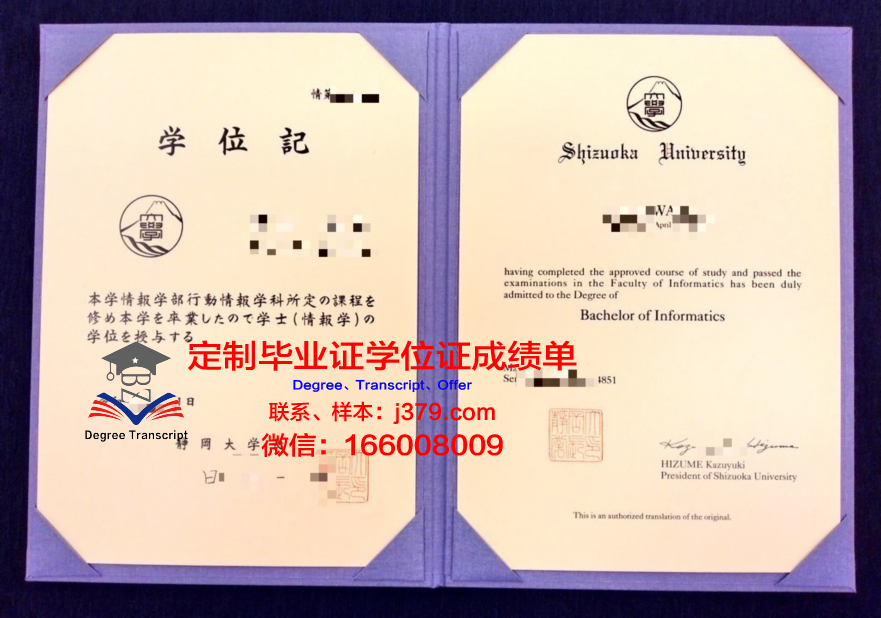 情第
学位記
本学情報学部行動情報学科所定の課程を
修め本学を卒業したので学士(情報学)の
学位を授与する
日
静岡大学
Shizuoka University
WA
April
having completed the approved course of study and passed the
examinations in the Faculty of Informatics has been duly
admitted to the Degree of
Bachelor of Informatics
4851
HIZUME Kazuyuki
President of Shizuoka University
This is an authorized translation of the original.
定制毕业证学位证成绩单
Degree、Transcript、Offer
联系、样本：j379.com
微信：166008009
BZ
Degree Transcript